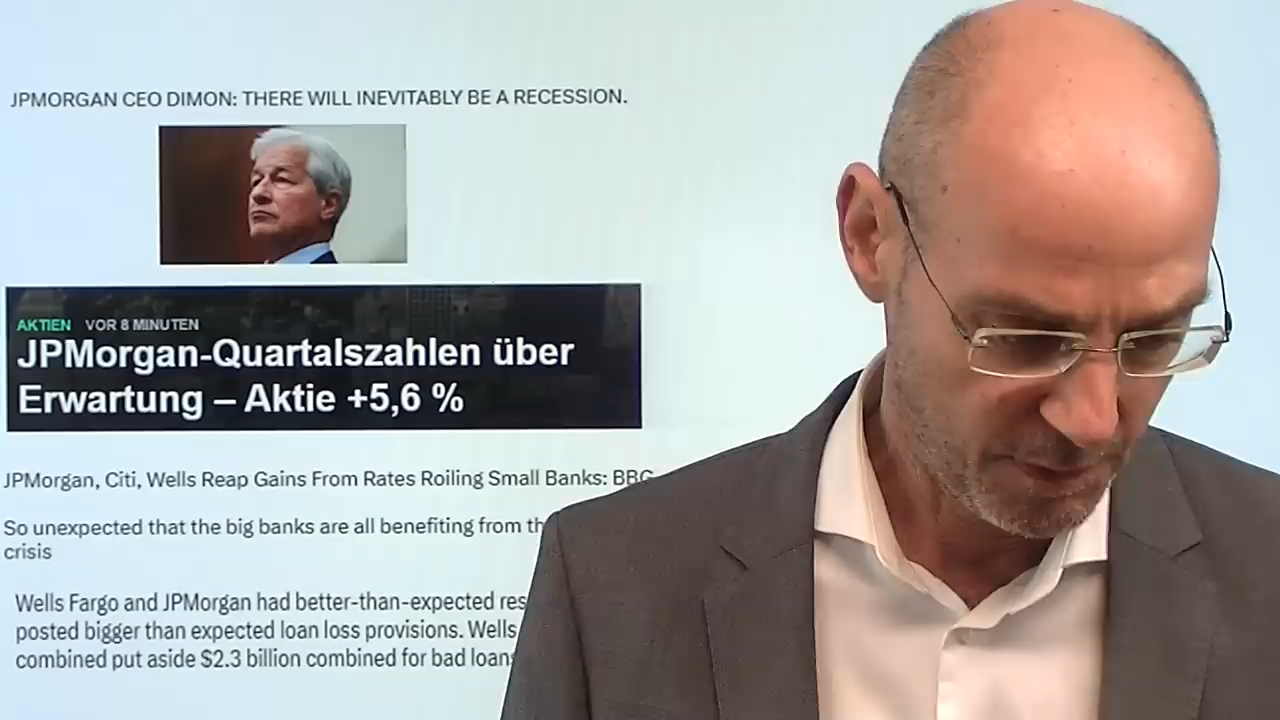 JPMORGAN CEO DIMON: THERE WILL INEVITABLY BE A RECESSION.
AKTIEN VOR 8 MINUTEN
JPMorgan-Quartalszahlen über
Erwartung – Aktie +5,6 %
JPMorgan, Citi, Wells Reap Gains From Rates Roiling Small Banks: BBG
So unexpected that the big banks are all benefiting from
crisis
Wells Fargo and JPMorgan had better-than-expected
posted bigger than expected loan loss provisions. Wells
combined put aside $2.3 billion combined for bad